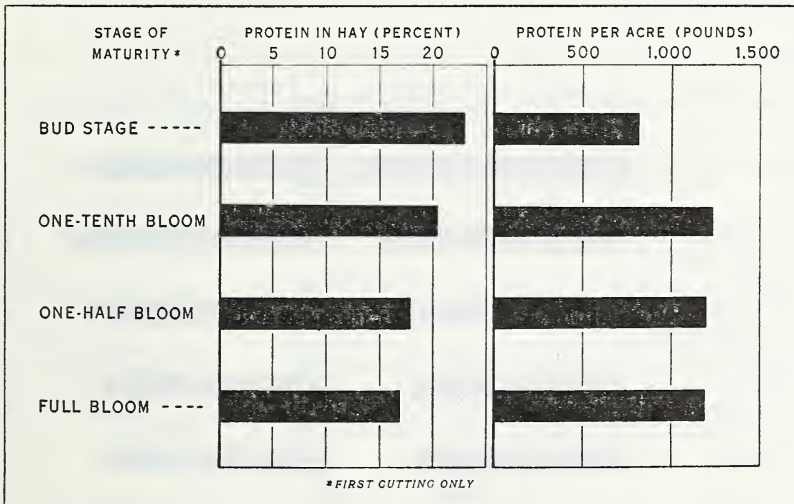 STAGE OF MATURITY*
PROTEIN IN HAY (PERCENT)
0 5 10 15 20
PROTEIN PER ACRE (POUNDS)
0 500 1,000 1,500
BUD STAGE -----
ONE-TENTH BLOOM
ONE-HALF BLOOM
FULL BLOOM ----
*FIRST CUTTING ONLY